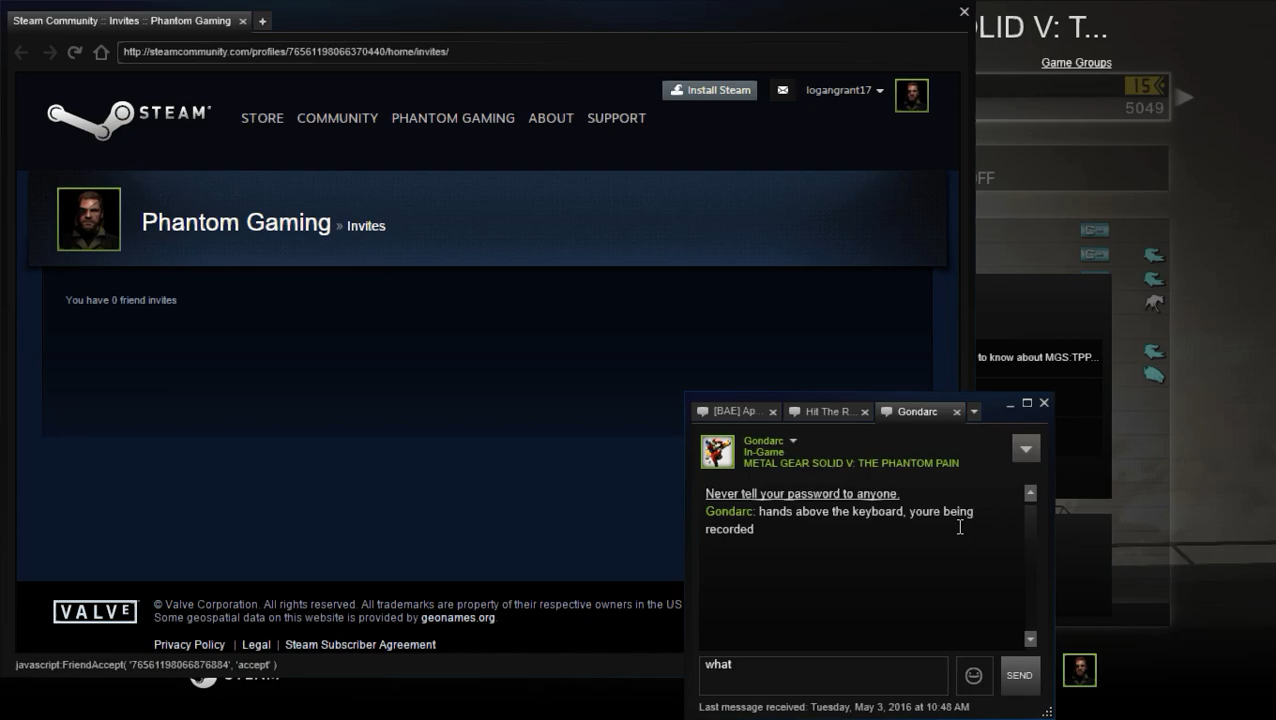 Steam Community :: Invites :: Phantom Gaming
http://steamcommunity.com/profiles/76561198066370440/home/invites/
LID V: T...
Game Groups
15
5049
Install Steam
logangrant17
STEAM®
STORE COMMUNITY PHANTOM GAMING ABOUT SUPPORT
FF
Phantom Gaming » Invites
You have 0 friend invites
to know about MGS:TPP...
[BAE] Ap...
Hit The R...
Gondarc
Gondarc
In-Game
METAL GEAR SOLID V: THE PHANTOM PAIN
Never tell your password to anyone.
Gondarc: hands above the keyboard, youre being
recorded
VALVE
© Valve Corporation. All rights reserved. All trademarks are property of their respective owners in the US
Some geospatial data on this website is provided by geonames.org.
Privacy Policy | Legal | Steam Subscriber Agreement
javascript:FriendAccept( '76561198066876884', 'accept' )
what
SEND
Last message received: Tuesday, May 3, 2016 at 10:48 AM